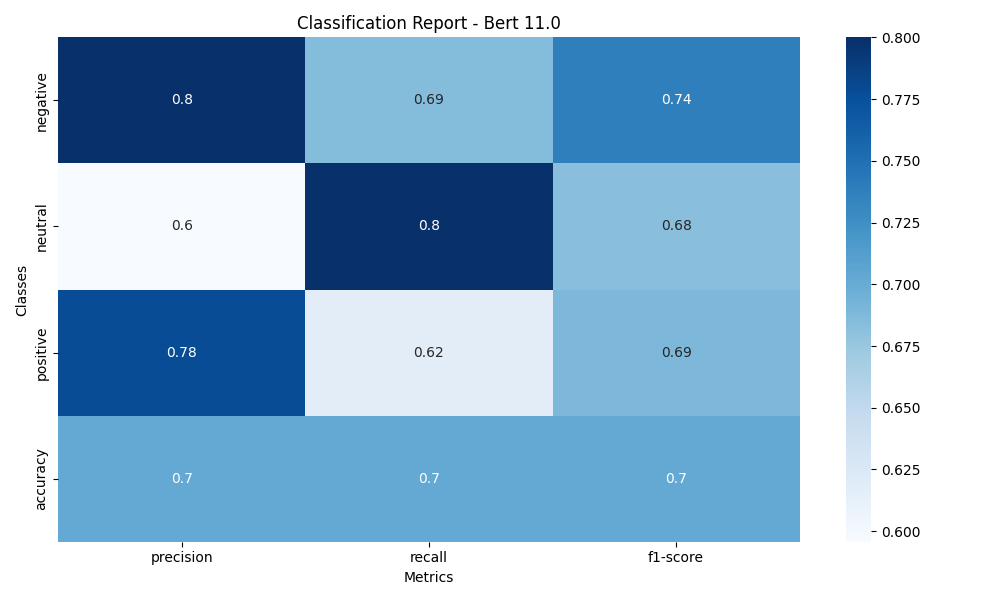 Classification Report - Bert 11.0
Classes
negative
0.8
0.69
0.74
neutral
0.6
0.8
0.68
positive
0.78
0.62
0.69
accuracy
0.7
0.7
0.7
precision
recall
f1-score
Metrics
0.800
0.775
0.750
0.725
0.700
0.675
0.650
0.625
0.600